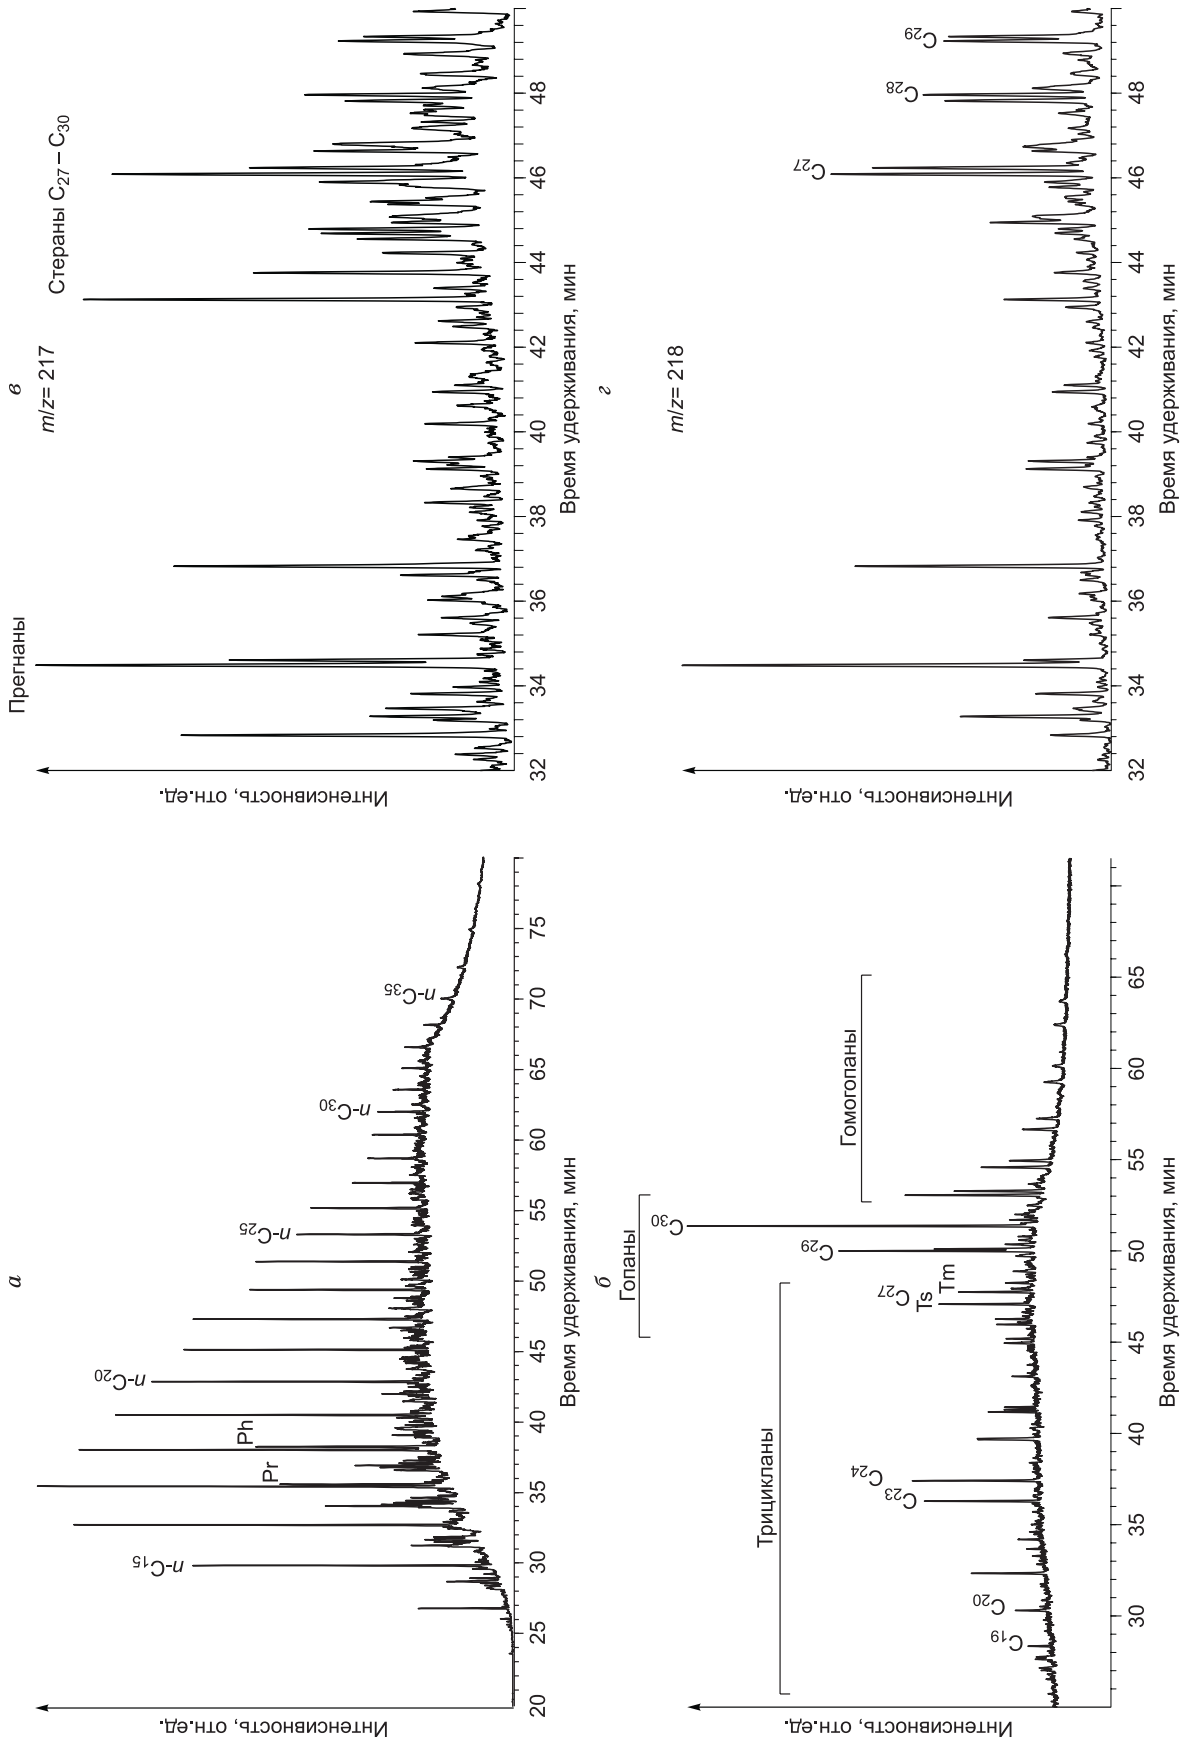 а
Интенсивность, отн.ед.
n-C15
Pr
Ph
n-C20
n-C25
n-C30
n-C35
20 25 30 35 40 45 50 55 60 65 70 75
Время удерживания, мин
б
Интенсивность, отн.ед.
Трицикланы
Гопаны
Гомогопаны
C19
C20
C23
C24
C27
Ts
Tm
C29
C30
30 35 40 45 50 55 60 65
Время удерживания, мин
в
m/z= 217
Прегнаны
Стераны C27–C30
Интенсивность, отн.ед.
32 34 36 38 40 42 44 46 48
Время удерживания, мин
г
m/z= 218
Интенсивность, отн.ед.
C27
C28
C29
32 34 36 38 40 42 44 46 48
Время удерживания, мин